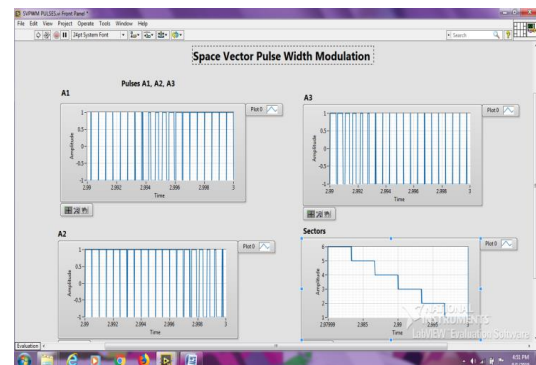 SVPWM PULSES.vi Front Panel *
File Edit View Project Operate Tools Window Help
24pt System Font
Search
Space Vector Pulse Width Modulation
Pulses A1, A2, A3
A1
Plot 0
Amplitude
1
0.5
0
-0.5
-1
2.99 2.992 2.994 2.996 2.998 3
Time
A3
Plot 0
Amplitude
1
0.5
0
-0.5
-1
2.99 2.992 2.994 2.996 2.998 3
Time
A2
Plot 0
Amplitude
1
0.5
0
-0.5
-1
2.99 2.992 2.994 2.996 2.998 3
Time
Sectors
Plot 0
Amplitude
6
5
4
3
2
1
2.97999 2.985 2.99 2.995 3
Time
NATIONAL
INSTRUMENTS
LabVIEW Evaluation Software
Evaluation
4:51 PM